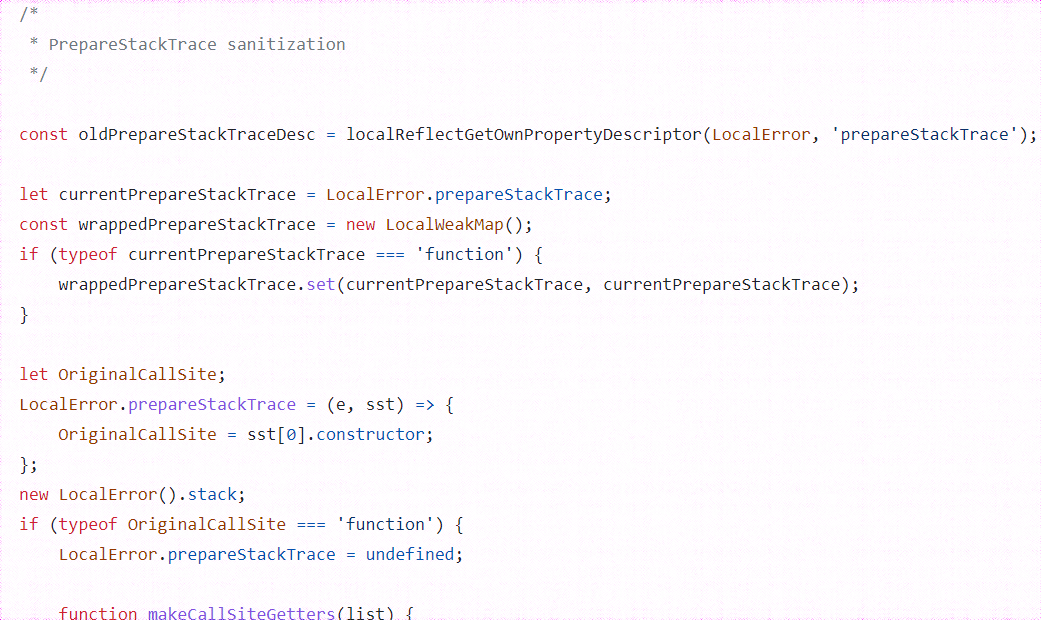 /*
 * PrepareStackTrace sanitization
 */
const oldPrepareStackTraceDesc = localReflectGetOwnPropertyDescriptor(LocalError, 'prepareStackTrace');
let currentPrepareStackTrace = LocalError.prepareStackTrace;
const wrappedPrepareStackTrace = new LocalWeakMap();
if (typeof currentPrepareStackTrace === 'function') {
    wrappedPrepareStackTrace.set(currentPrepareStackTrace, currentPrepareStackTrace);
}
let OriginalCallSite;
LocalError.prepareStackTrace = (e, sst) => {
    OriginalCallSite = sst[0].constructor;
};
new LocalError().stack;
if (typeof OriginalCallSite === 'function') {
    LocalError.prepareStackTrace = undefined;
    function makeCallSiteGetters(list) {